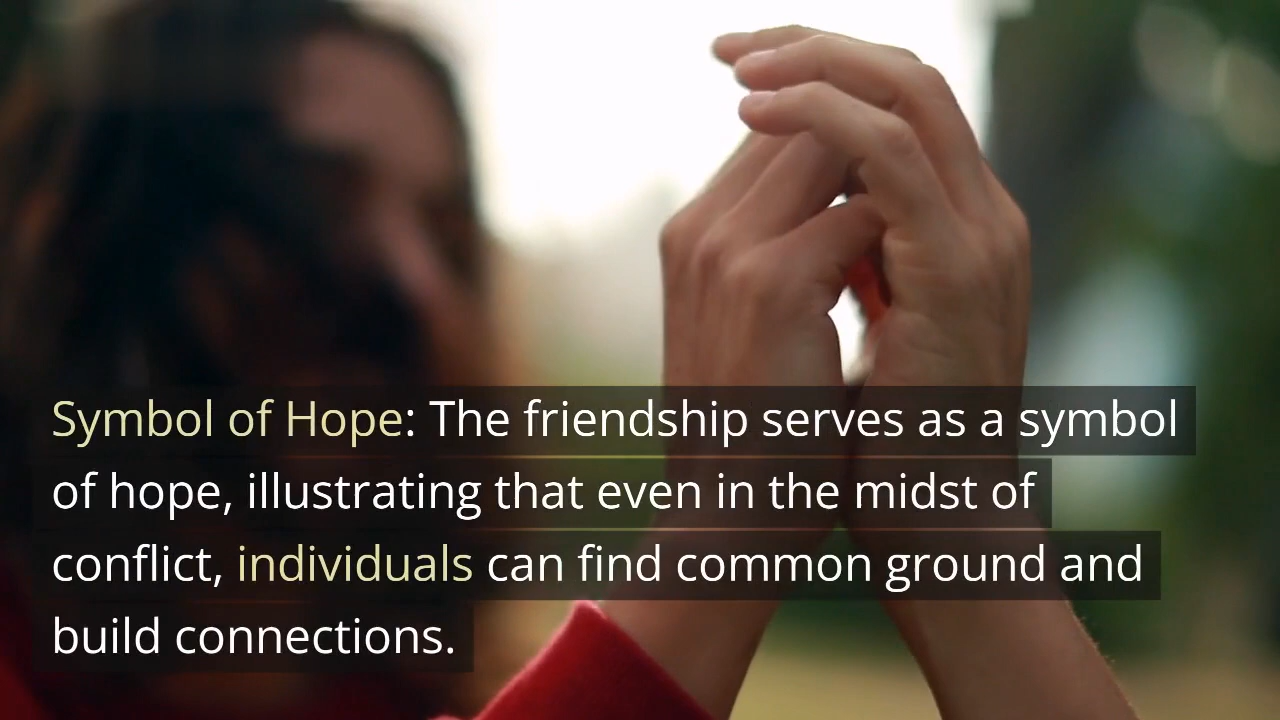 Symbol of Hope: The friendship serves as a symbol
of hope, illustrating that even in the midst of
conflict, individuals can find common ground and
build connections.